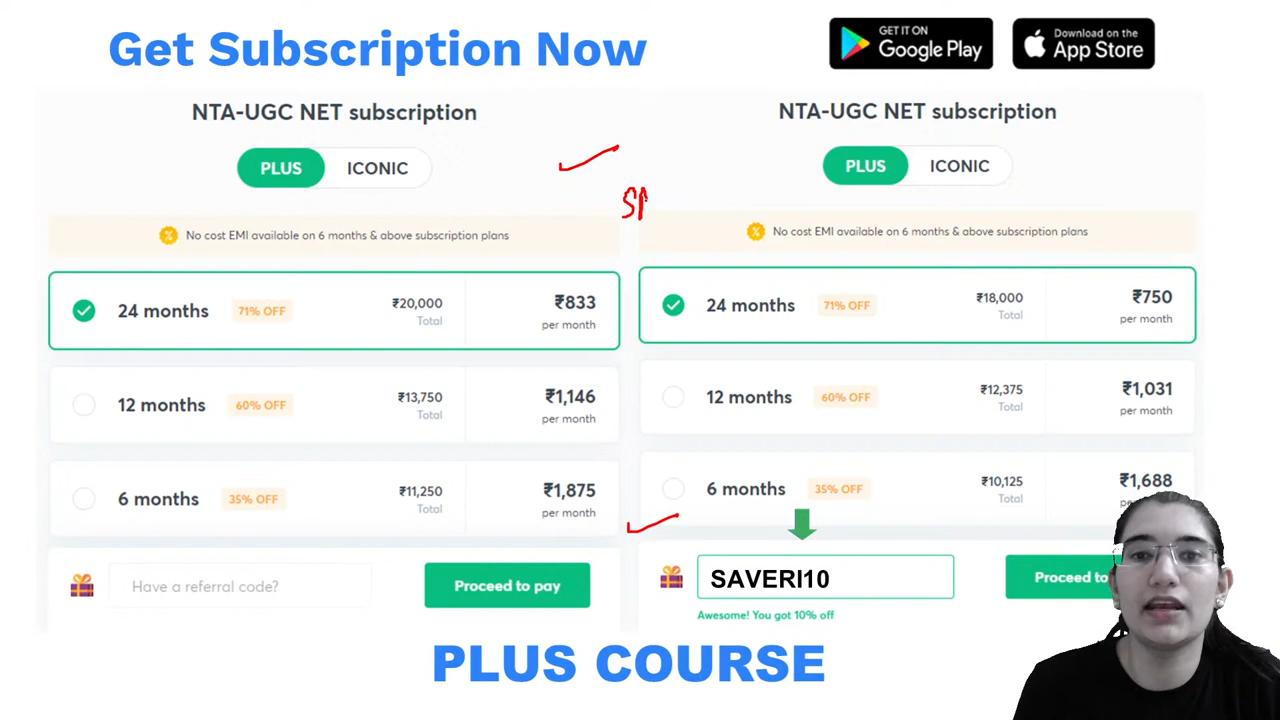 Get Subscription Now
GET IT ON
Google Play
Download on the
App Store
NTA-UGC NET subscription
PLUS
ICONIC
No cost EMI available on 6 months & above subscription plans
24 months 71% OFF ₹20,000 ₹833
Total per month
12 months 60% OFF ₹13,750 ₹1,146
Total per month
6 months 35% OFF ₹11,250 ₹1,875
Total per month
Have a referral code? Proceed to pay
NTA-UGC NET subscription
PLUS
ICONIC
No cost EMI available on 6 months & above subscription plans
24 months 71% OFF ₹18,000 ₹750
Total per month
12 months 60% OFF ₹12,375 ₹1,031
Total per month
6 months 35% OFF ₹10,125 ₹1,688
Total
SAVERI10 Proceed to
Awesome! You got 10% off
PLUS COURSE